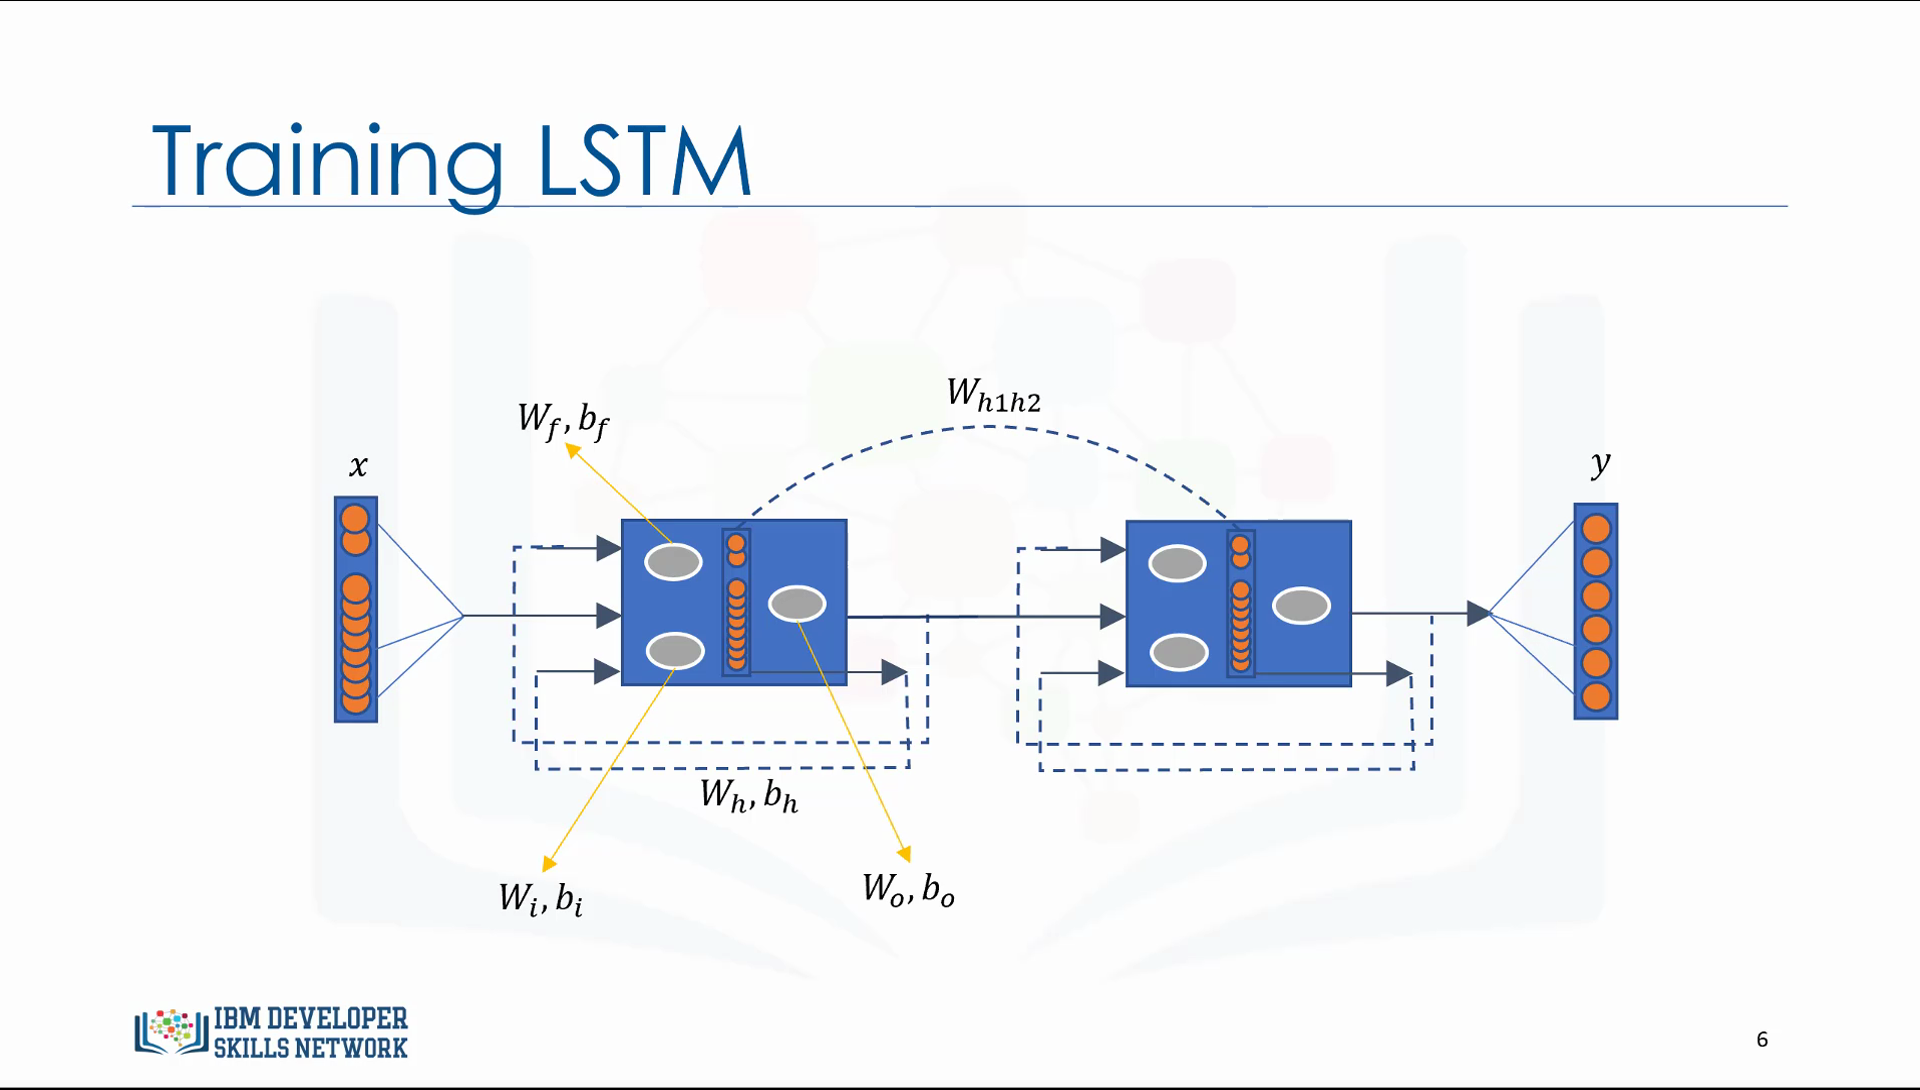 Training LSTM
W_{h1h2}
W_f, b_f
x
y
W_h, b_h
W_i, b_i
W_o, b_o
IBM DEVELOPER
SKILLS NETWORK
6